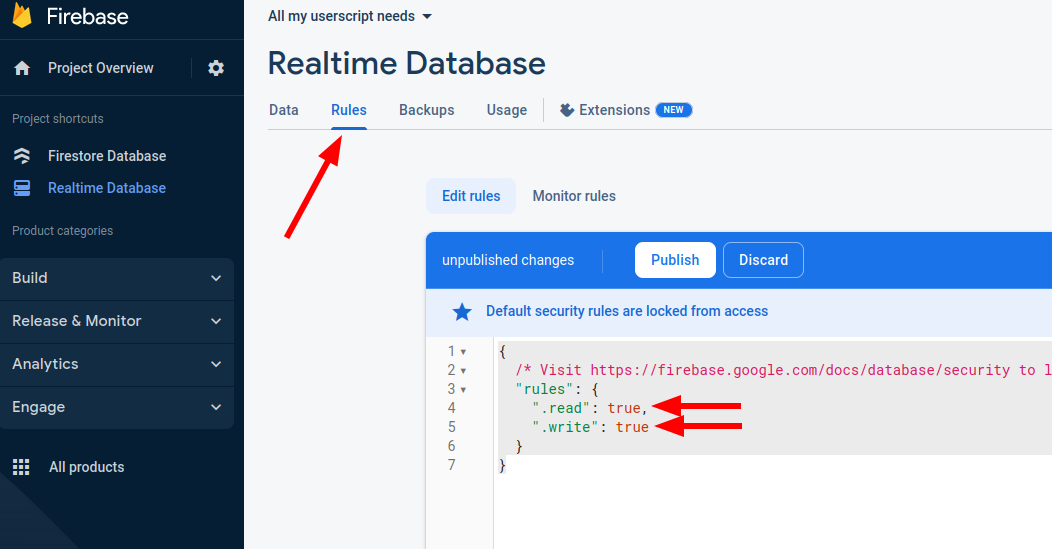 Firebase
Project Overview
Project shortcuts
Firestore Database
Realtime Database
Product categories
Build
Release & Monitor
Analytics
Engage
All products
All my userscript needs
Realtime Database
Data Rules Backups Usage Extensions NEW
Edit rules Monitor rules
unpublished changes Publish Discard
Default security rules are locked from access
1 {
2 /* Visit https://firebase.google.com/docs/database/security to l
3 "rules": {
4 ".read": true,
5 ".write": true
6 }
7 }